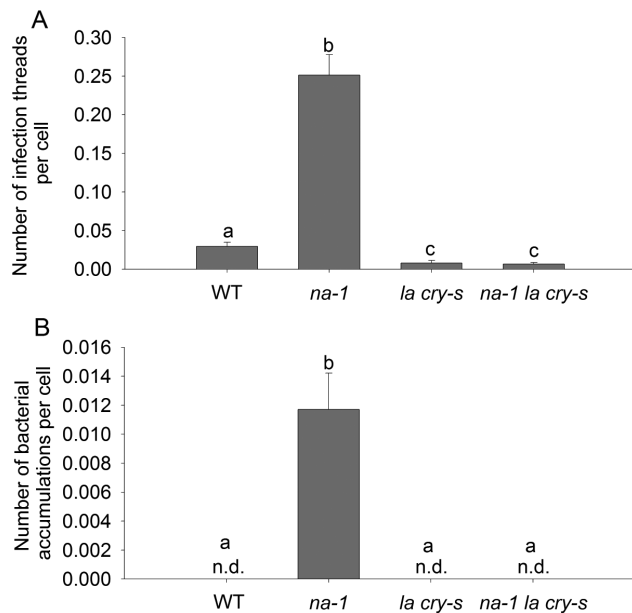 A
Number of infection threads
per cell
0.30
0.25
0.20
0.15
0.10
0.05
0.00
a
b
c
c
WT
na-1
la cry-s
na-1 la cry-s
B
Number of bacterial
accumulations per cell
0.016
0.014
0.012
0.010
0.008
0.006
0.004
0.002
0.000
a
n.d.
b
a
n.d.
a
n.d.
WT
na-1
la cry-s
na-1 la cry-s